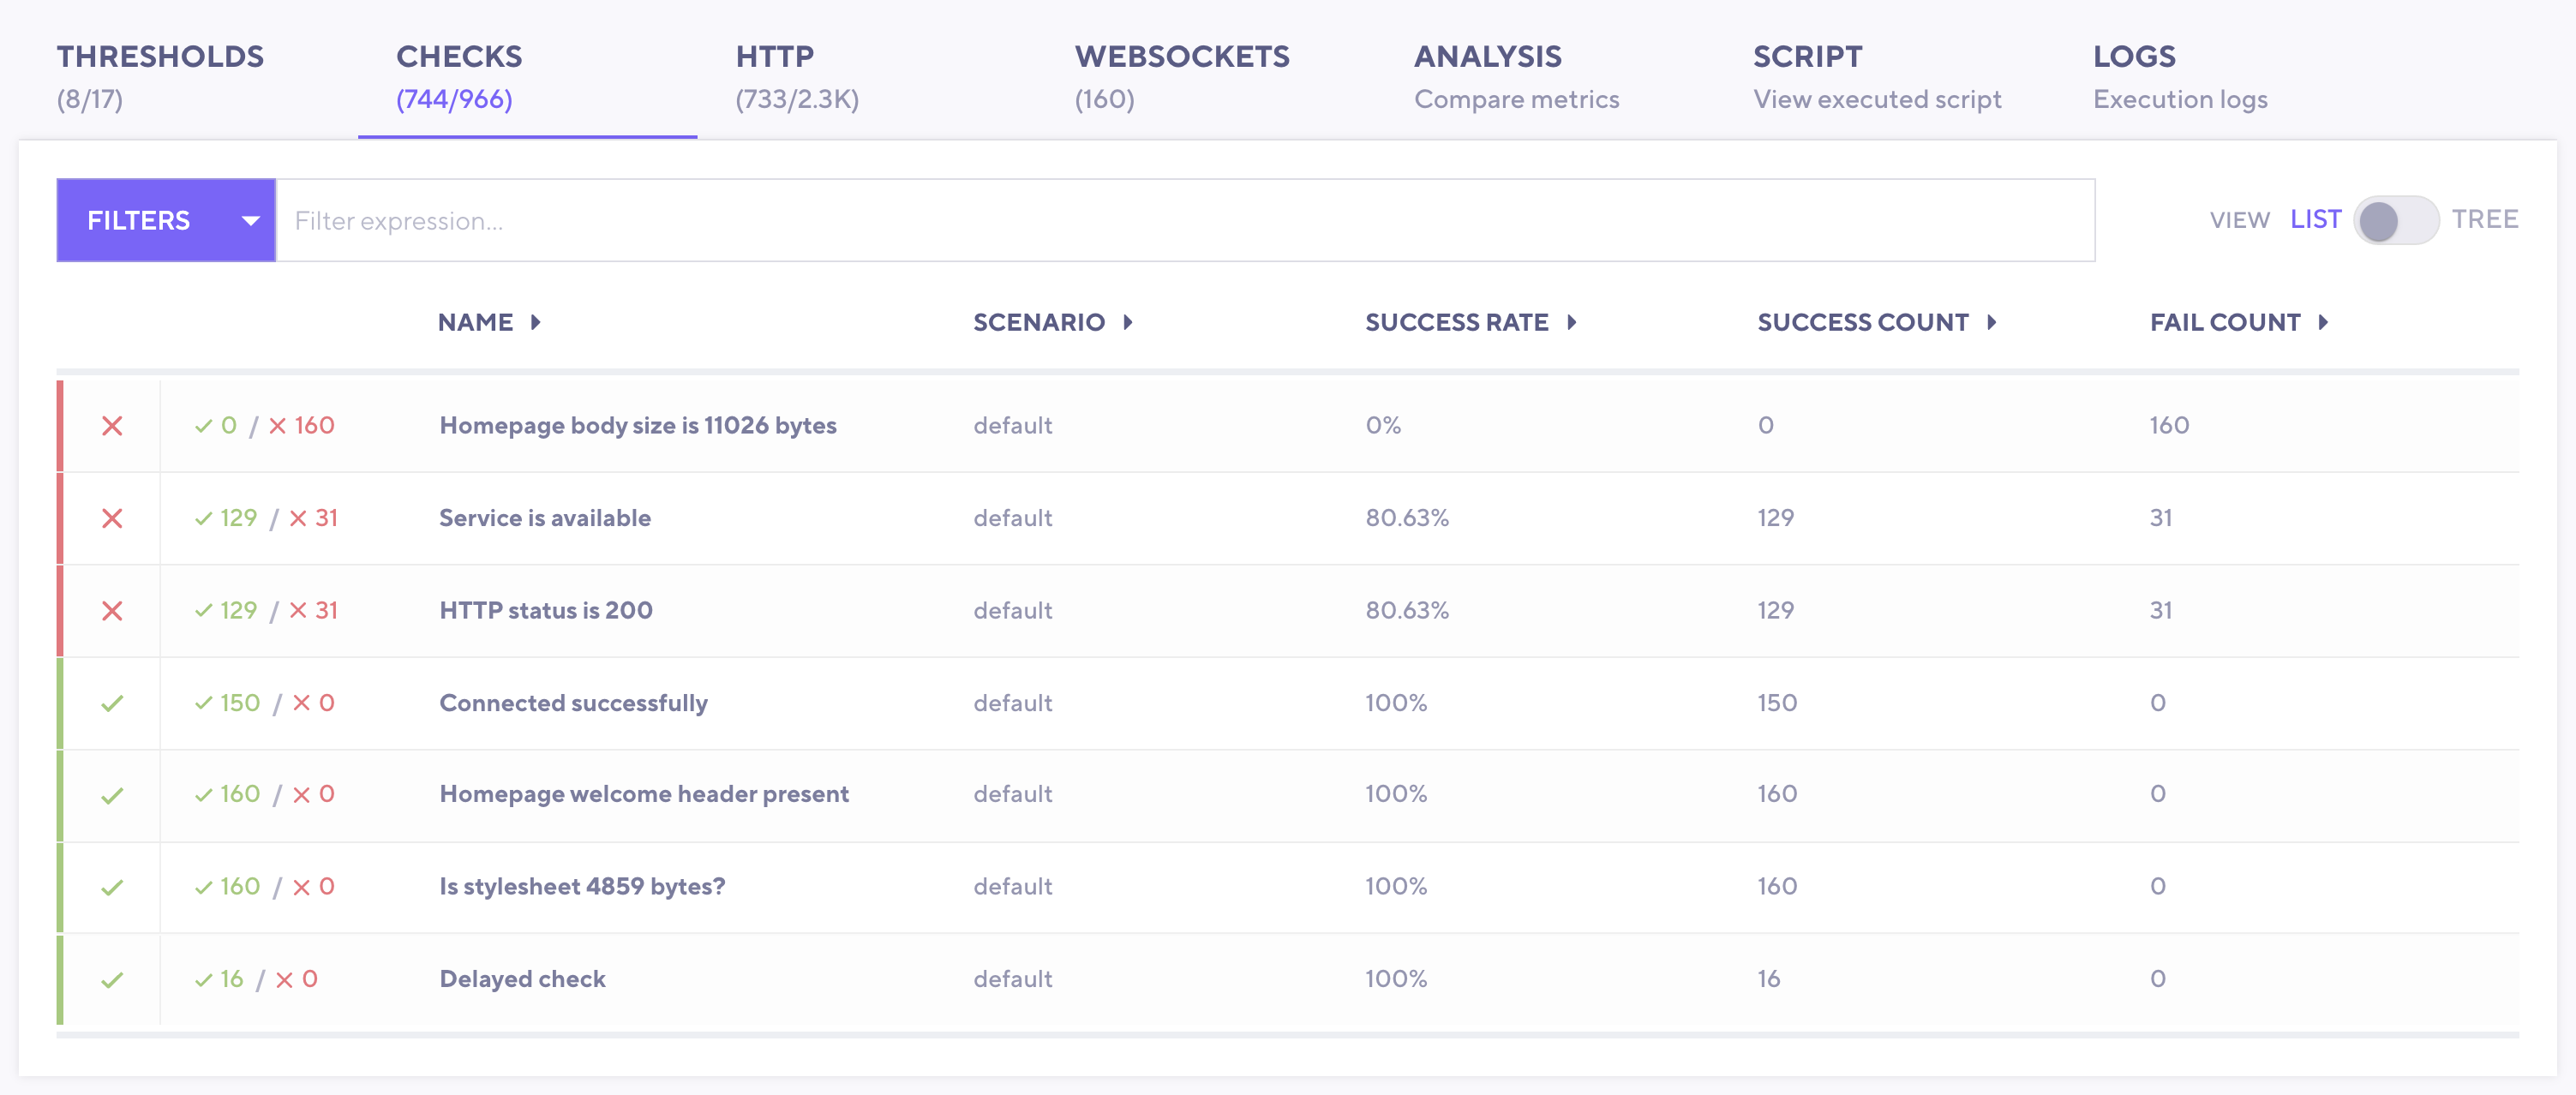 THRESHOLDS CHECKS HTTP WEBSOCKETS ANALYSIS SCRIPT LOGS
(8/17) (744/966) (733/2.3K) (160) Compare metrics View executed script Execution logs
FILTERS Filter expression... VIEW LIST TREE
NAME SCENARIO SUCCESS RATE SUCCESS COUNT FAIL COUNT
0 / 160 Homepage body size is 11026 bytes default 0% 0 160
129 / 31 Service is available default 80.63% 129 31
129 / 31 HTTP status is 200 default 80.63% 129 31
150 / 0 Connected successfully default 100% 150 0
160 / 0 Homepage welcome header present default 100% 160 0
160 / 0 Is stylesheet 4859 bytes? default 100% 160 0
16 / 0 Delayed check default 100% 16 0